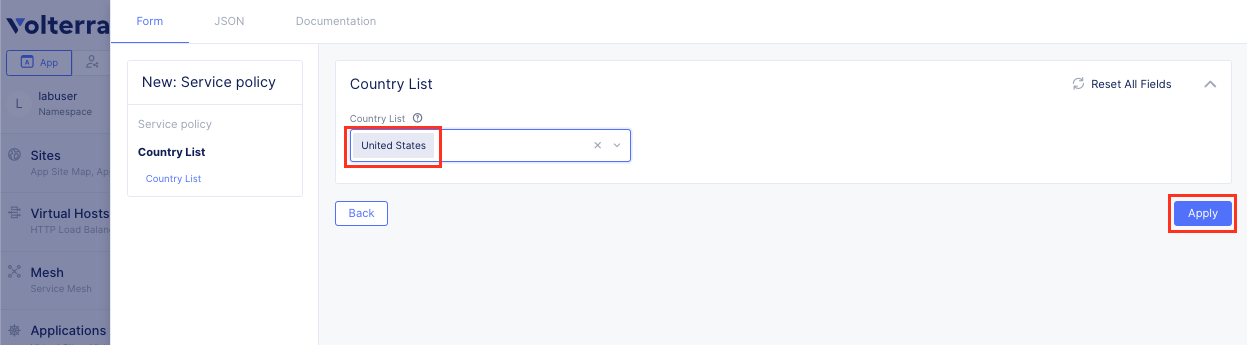 Volterra
Form
JSON
Documentation
App
L
labuser
Namespace
Sites
App Site Map,
Virtual Hosts
HTTP Load
Mesh
Service Mesh
Applications
New: Service policy
Service policy
Country List
Country List
Country List
Reset All Fields
Country List
United States
Back
Apply